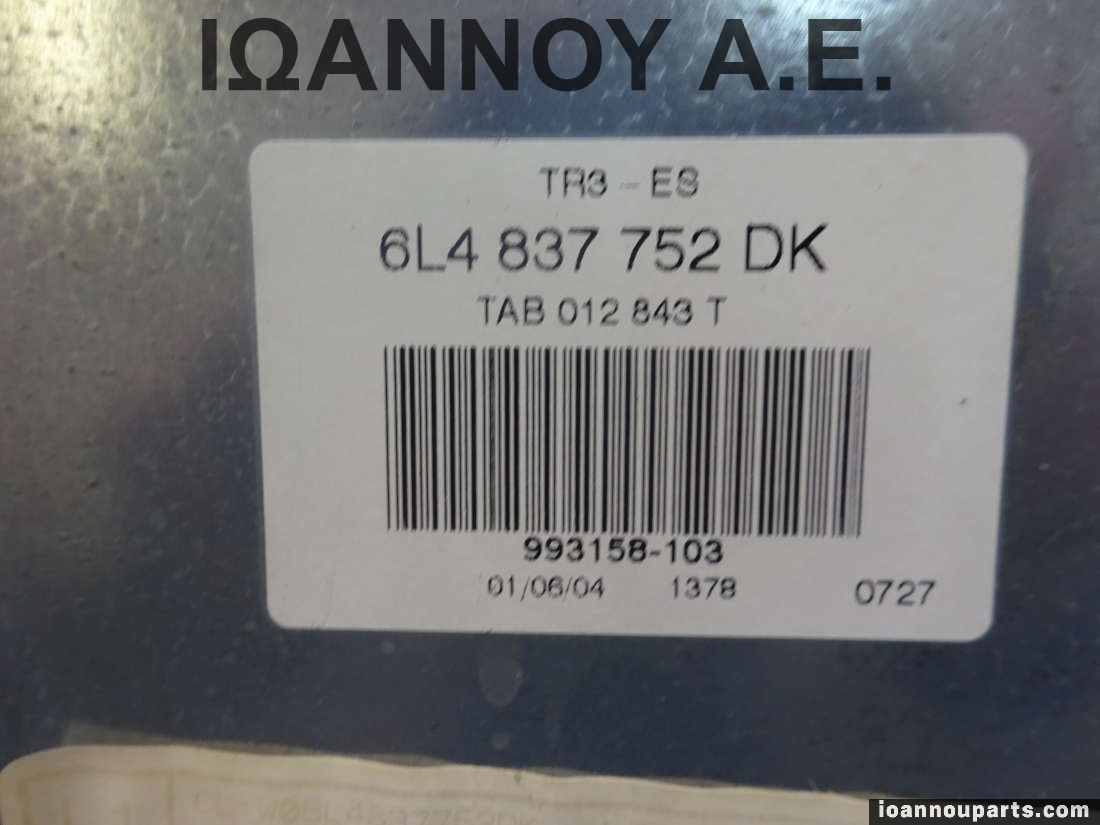 ΙΩΑΝΝΟΥ Α.Ε.
TR3 - ES
6L4 837 752 DK
TAB 012 843 T
993158-103
01/06/04 1378 0727
ioannouparts.com